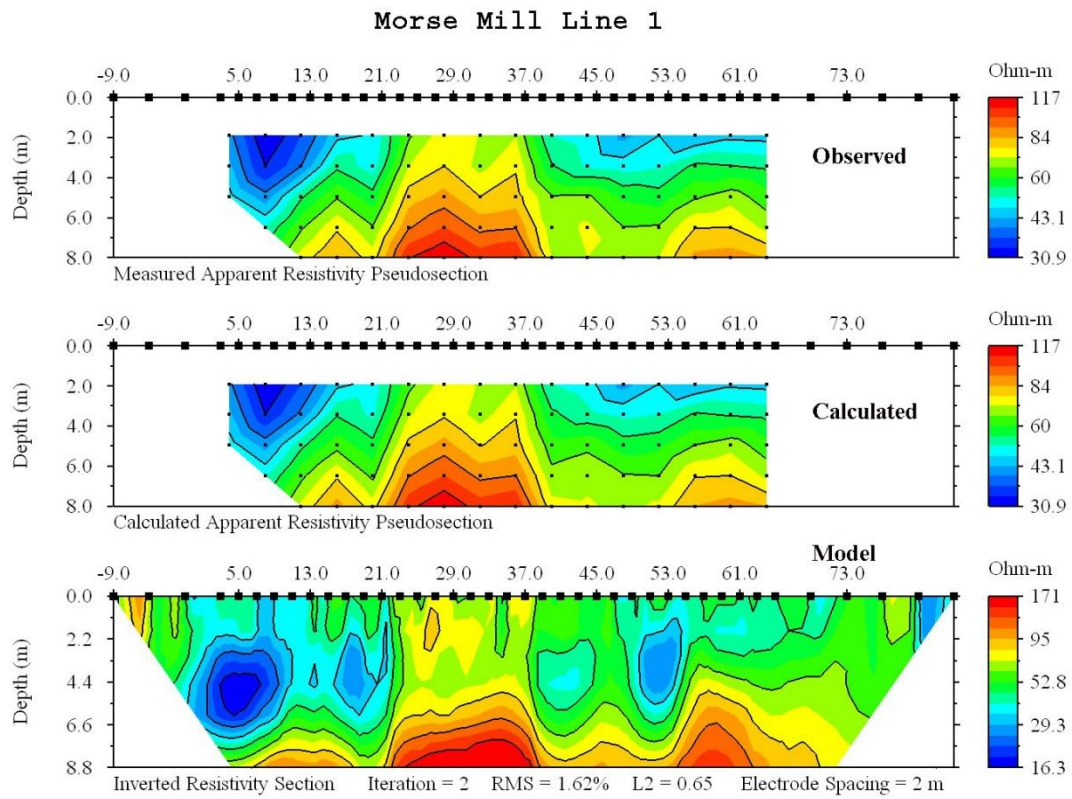 Morse Mill Line 1
-9.0 5.0 13.0 21.0 29.0 37.0 45.0 53.0 61.0 73.0
Ohm-m
0.0
2.0
4.0
6.0
8.0
Depth (m)
Observed
117
84
60
43.1
30.9
Measured Apparent Resistivity Pseudosection
-9.0 5.0 13.0 21.0 29.0 37.0 45.0 53.0 61.0 73.0
Ohm-m
0.0
2.0
4.0
6.0
8.0
Depth (m)
Calculated
117
84
60
43.1
30.9
Calculated Apparent Resistivity Pseudosection
Model
-9.0 5.0 13.0 21.0 29.0 37.0 45.0 53.0 61.0 73.0
Ohm-m
0.0
2.2
4.4
6.6
8.8
Depth (m)
171
95
52.8
29.3
16.3
Inverted Resistivity Section Iteration = 2 RMS = 1.62% L2 = 0.65 Electrode Spacing = 2 m